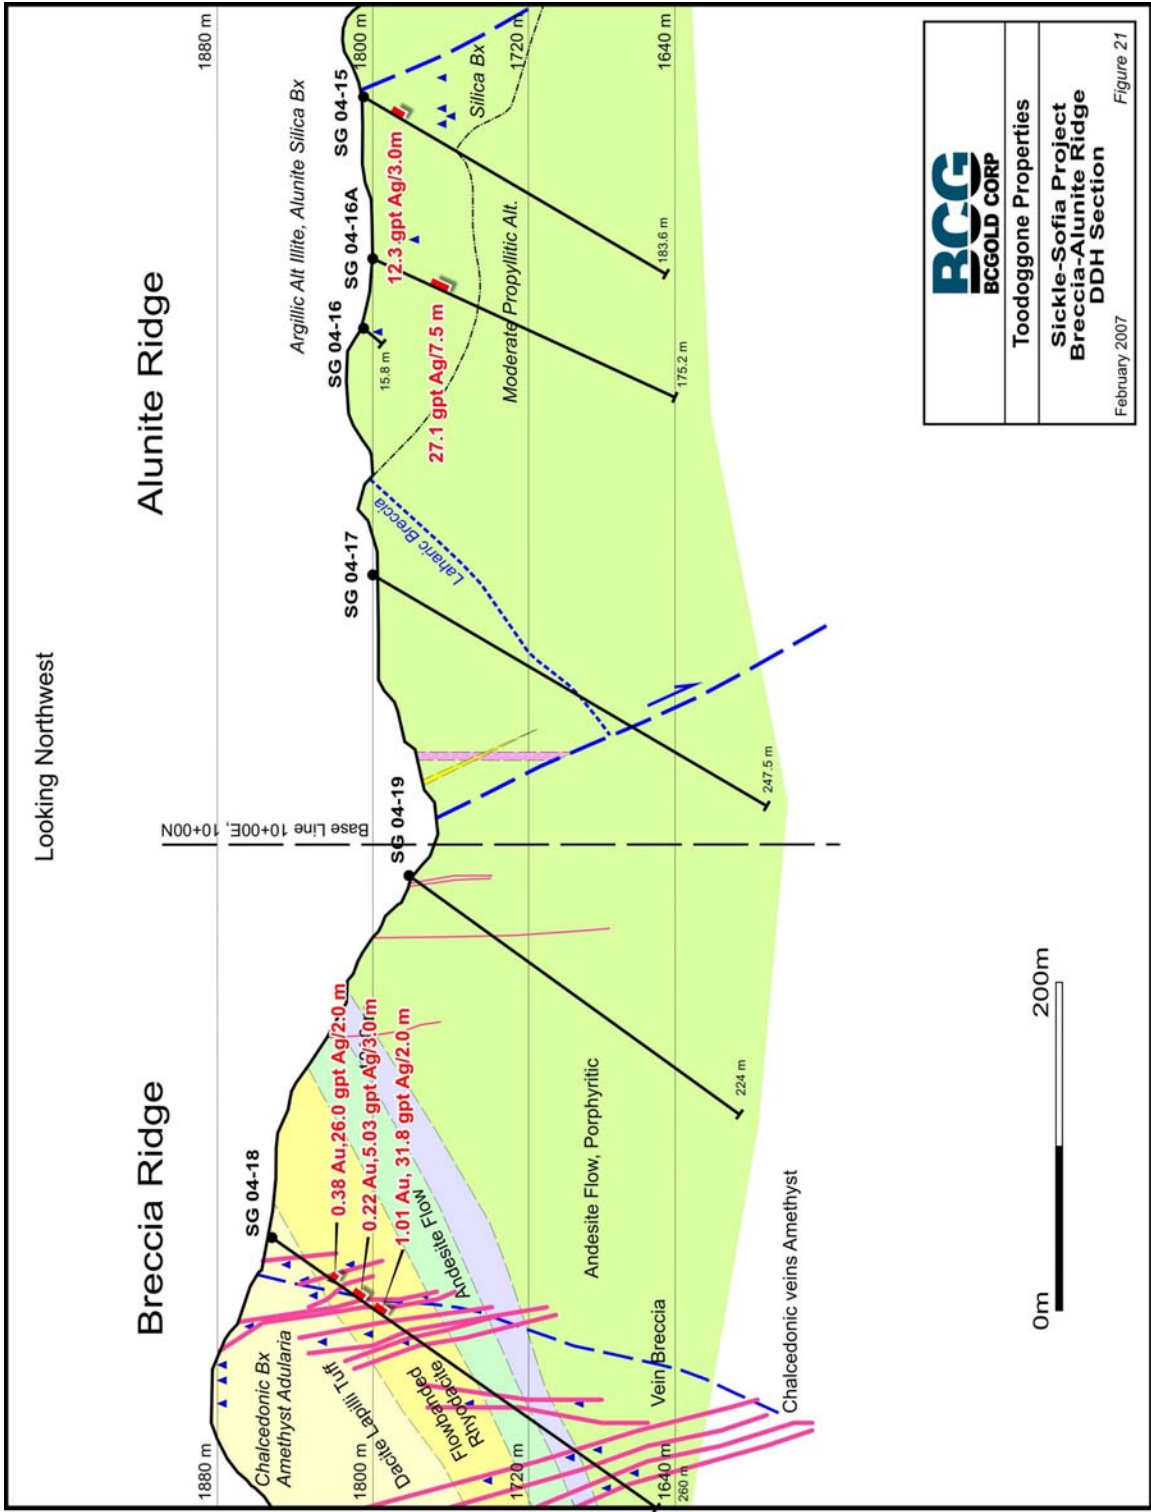 Looking Northwest
Breccia Ridge
Alunite Ridge
1880 m
1800 m
1720 m
1640 m
260 m
Chalcedonic Bx
Amethyst Adularia
Dacite Lapilli Tuff
Flowbanded
Rhyodacite
Andesite Flow
SG 04-18
0.38 Au,26.0 gpt Ag/2.0 m
0.22 Au,5.03 gpt Ag/3.0 m
1.01 Au, 31.8 gpt Ag/2.0 m
Vein Breccia
Chalcedonic veins Amethyst
Andesite Flow, Porphyritic
224 m
SG 04-19
Base Line 10+00E, 10+00N
SG 04-17
247.5 m
Laharic Breccia
SG 04-16
15.8 m
SG 04-16A
27.1 gpt Ag/7.5 m
175.2 m
Argillic Alt Illite, Alunite Silica Bx
SG 04-15
12.3 gpt Ag/3.0m
183.6 m
Moderate Propyllitic Alt.
Silica Bx
1880 m
1800 m
1720 m
1640 m
0m
200m
BCG
BCGOLD CORP
Toodoggone Properties
Sickle-Sofia Project
Breccia-Alunite Ridge
DDH Section
February 2007
Figure 21